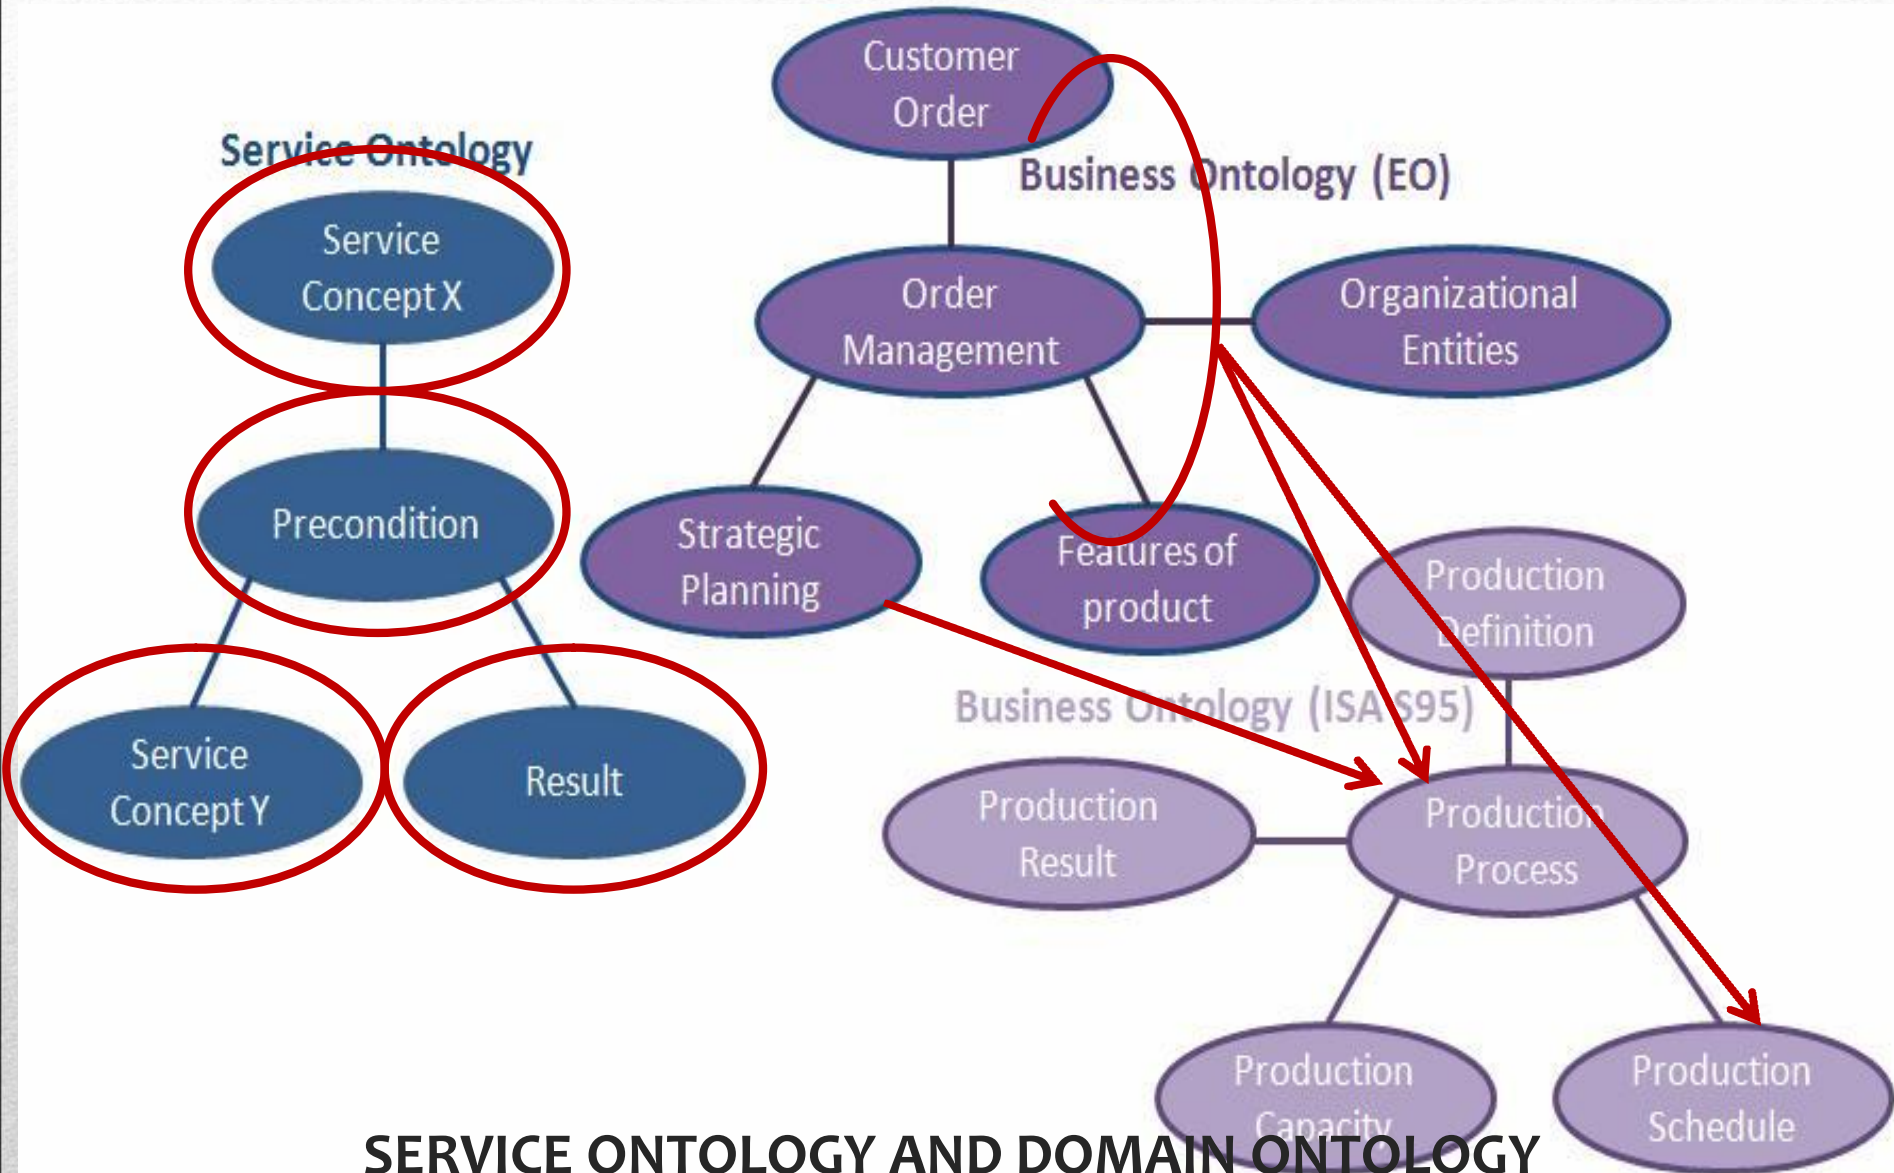 Customer
Order
Service Ontology
Business Ontology (EO)
Service
Concept X
Order
Management
Organizational
Entities
Precondition
Strategic
Planning
Features of
product
Production
Definition
Business Ontology (ISA S95)
Service
Concept Y
Result
Production
Result
Production
Process
Production
Capacity
Production
Schedule
SERVICE ONTOLOGY AND DOMAIN ONTOLOGY